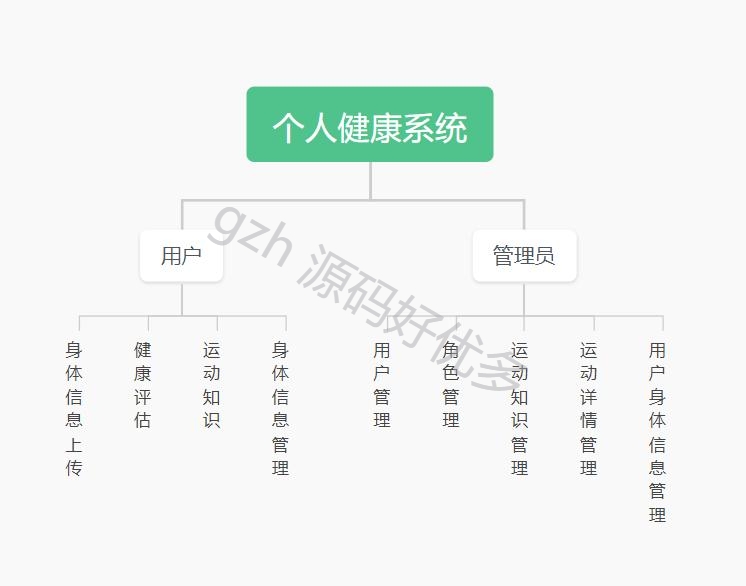 个人健康系统
用户
管理员
身体信息上传
健康评估
运动知识
身体信息管理
用户管理
角色管理
运动知识管理
运动详情管理
用户身体信息管理
gzh 源码好优多